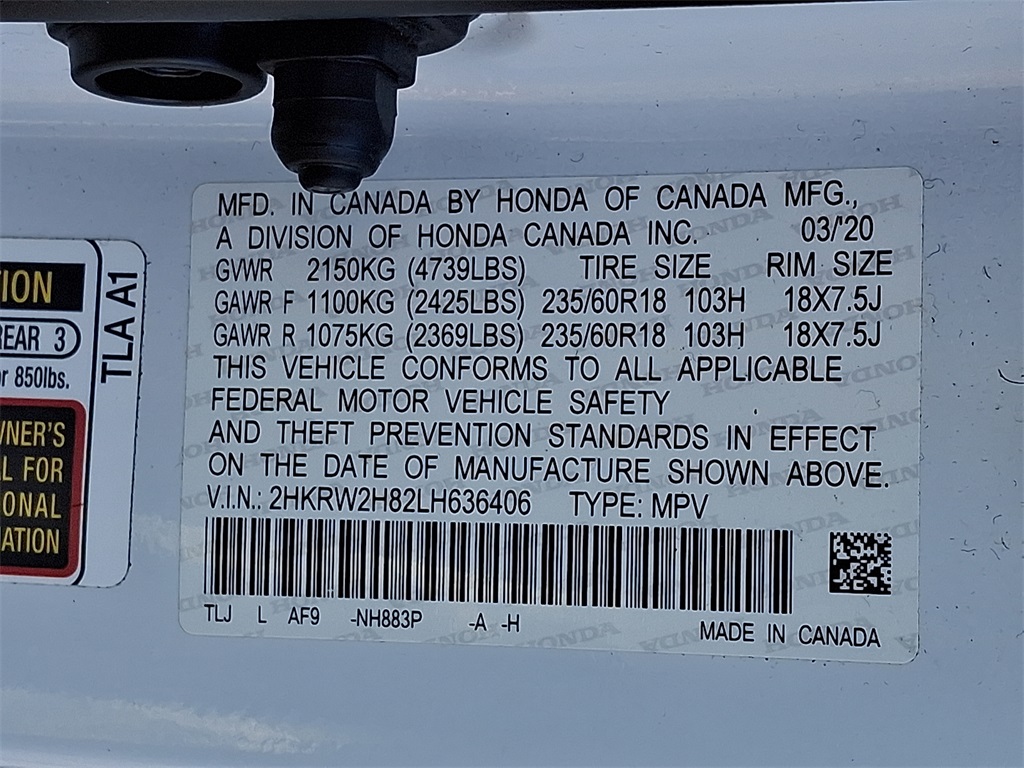 TION
REAR 3
or 850lbs.
WNER'S
L FOR
IONAL
ATION
TLA A1
MFD. IN CANADA BY HONDA OF CANADA MFG.,
A DIVISION OF HONDA CANADA INC. 03/'20
GVWR 2150KG (4739LBS) TIRE SIZE RIM SIZE
GAWR F 1100KG (2425LBS) 235/60R18 103H 18X7.5J
GAWR R 1075KG (2369LBS) 235/60R18 103H 18X7.5J
THIS VEHICLE CONFORMS TO ALL APPLICABLE
FEDERAL MOTOR VEHICLE SAFETY
AND THEFT PREVENTION STANDARDS IN EFFECT
ON THE DATE OF MANUFACTURE SHOWN ABOVE.
V.I.N.: 2HKRW2H82LH636406 TYPE: MPV
TLJ L AF9 -NH883P -A -H
MADE IN CANADA